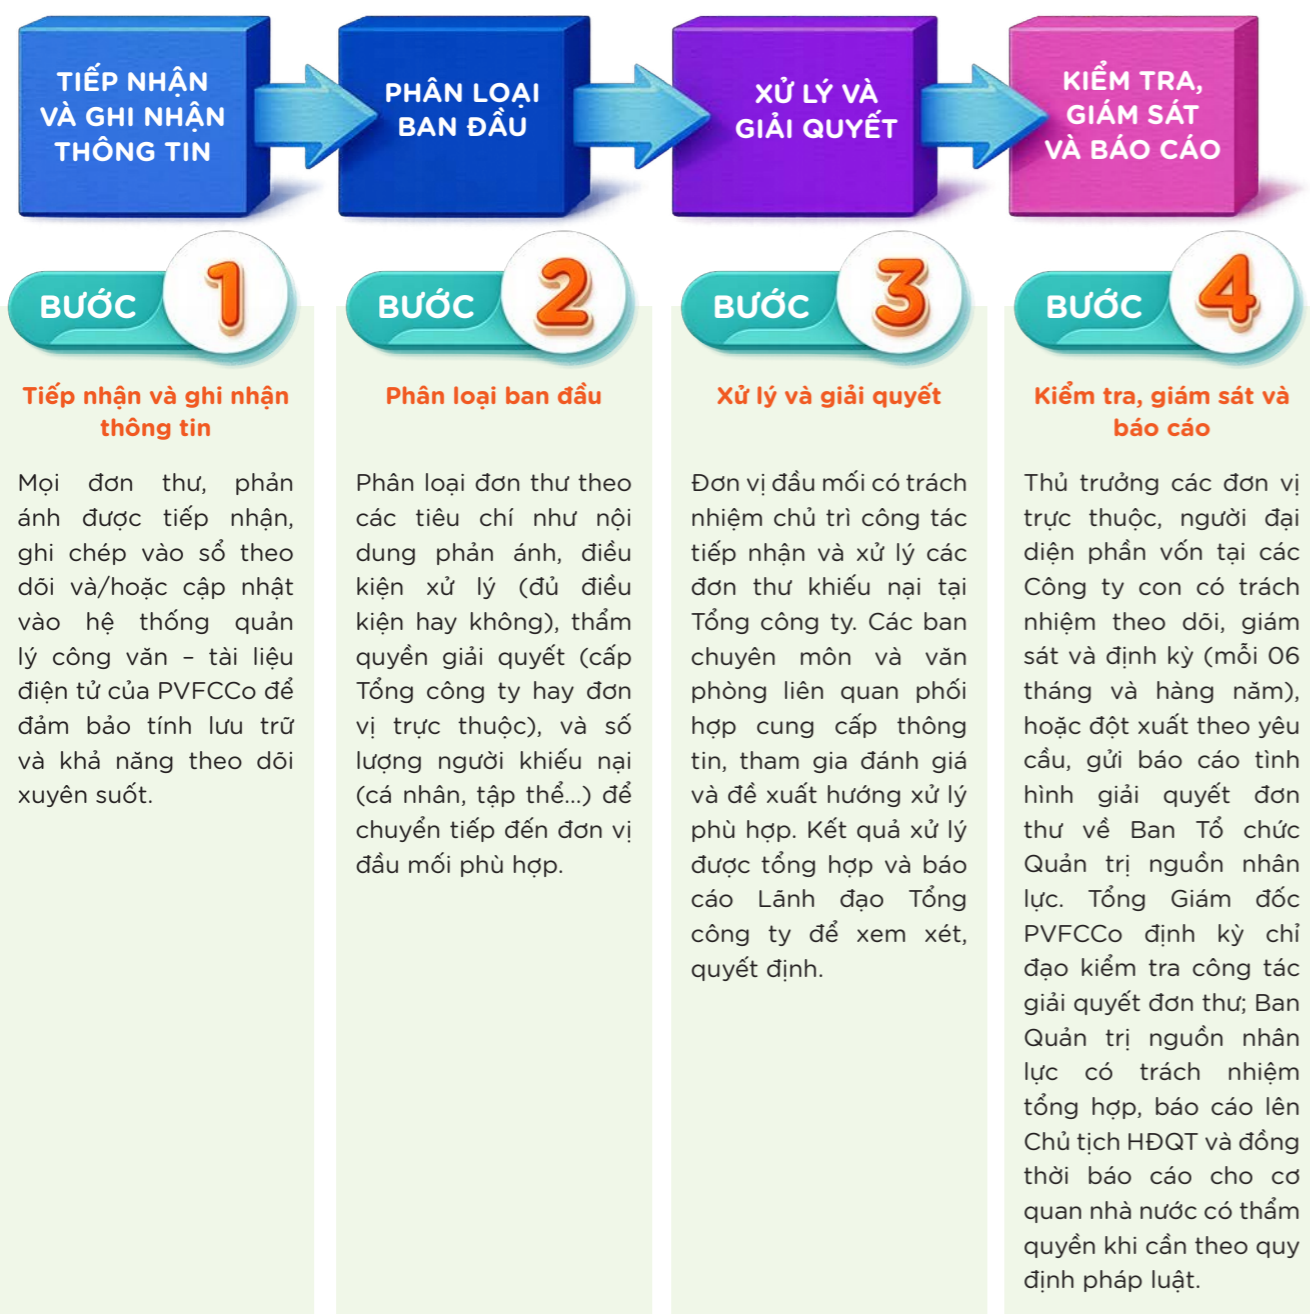 TIẾP NHẬN
VÀ GHI NHẬN
THÔNG TIN
PHÂN LOẠI
BAN ĐẦU
XỬ LÝ VÀ
GIẢI QUYẾT
KIỂM TRA,
GIÁM SÁT
VÀ BÁO CÁO
BƯỚC 1
Tiếp nhận và ghi nhận
thông tin
Mọi đơn thư, phản
ánh được tiếp nhận,
ghi chép vào sổ theo
dõi và/hoặc cập nhật
vào hệ thống quản
lý công văn – tài liệu
điện tử của PVFCCo để
đảm bảo tính lưu trữ
và khả năng theo dõi
xuyên suốt.
BƯỚC 2
Phân loại ban đầu
Phân loại đơn thư theo
các tiêu chí như nội
dung phản ánh, điều
kiện xử lý (đủ điều
kiện hay không), thẩm
quyền giải quyết (cấp
Tổng công ty hay đơn
vị trực thuộc), và số
lượng người khiếu nại
(cá nhân, tập thể...) để
chuyển tiếp đến đơn vị
đầu mối phù hợp.
BƯỚC 3
Xử lý và giải quyết
Đơn vị đầu mối có trách
nhiệm chủ trì công tác
tiếp nhận và xử lý các
đơn thư khiếu nại tại
Tổng công ty. Các ban
chuyên môn và văn
phòng liên quan phối
hợp cung cấp thông
tin, tham gia đánh giá
và đề xuất hướng xử lý
phù hợp. Kết quả xử lý
được tổng hợp và báo
cáo Lãnh đạo Tổng
công ty để xem xét,
quyết định.
BƯỚC 4
Kiểm tra, giám sát và
báo cáo
Thủ trưởng các đơn vị
trực thuộc, người đại
diện phần vốn tại các
Công ty con có trách
nhiệm theo dõi, giám
sát và định kỳ (mỗi 06
tháng và hàng năm),
hoặc đột xuất theo yêu
cầu, gửi báo cáo tình
hình giải quyết đơn
thư về Ban Tổ chức
Quản trị nguồn nhân
lực. Tổng Giám đốc
PVFCCo định kỳ chỉ
đạo kiểm tra công tác
giải quyết đơn thư; Ban
Quản trị nguồn nhân
lực có trách nhiệm
tổng hợp, báo cáo lên
Chủ tịch HĐQT và đồng
thời báo cáo cho cơ
quan nhà nước có thẩm
quyền khi cần theo quy
định pháp luật.